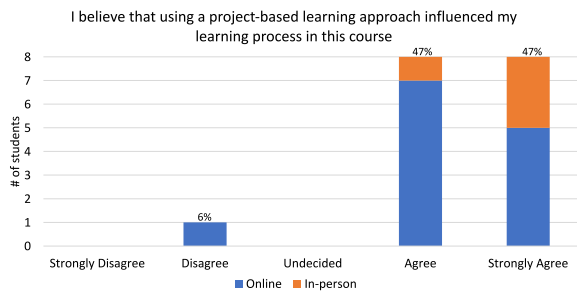 I believe that using a project-based learning approach influenced my
learning process in this course
# of students
8
7
6
5
4
3
2
1
0
6%
47%
47%
Strongly Disagree
Disagree
Undecided
Agree
Strongly Agree
Online
In-person